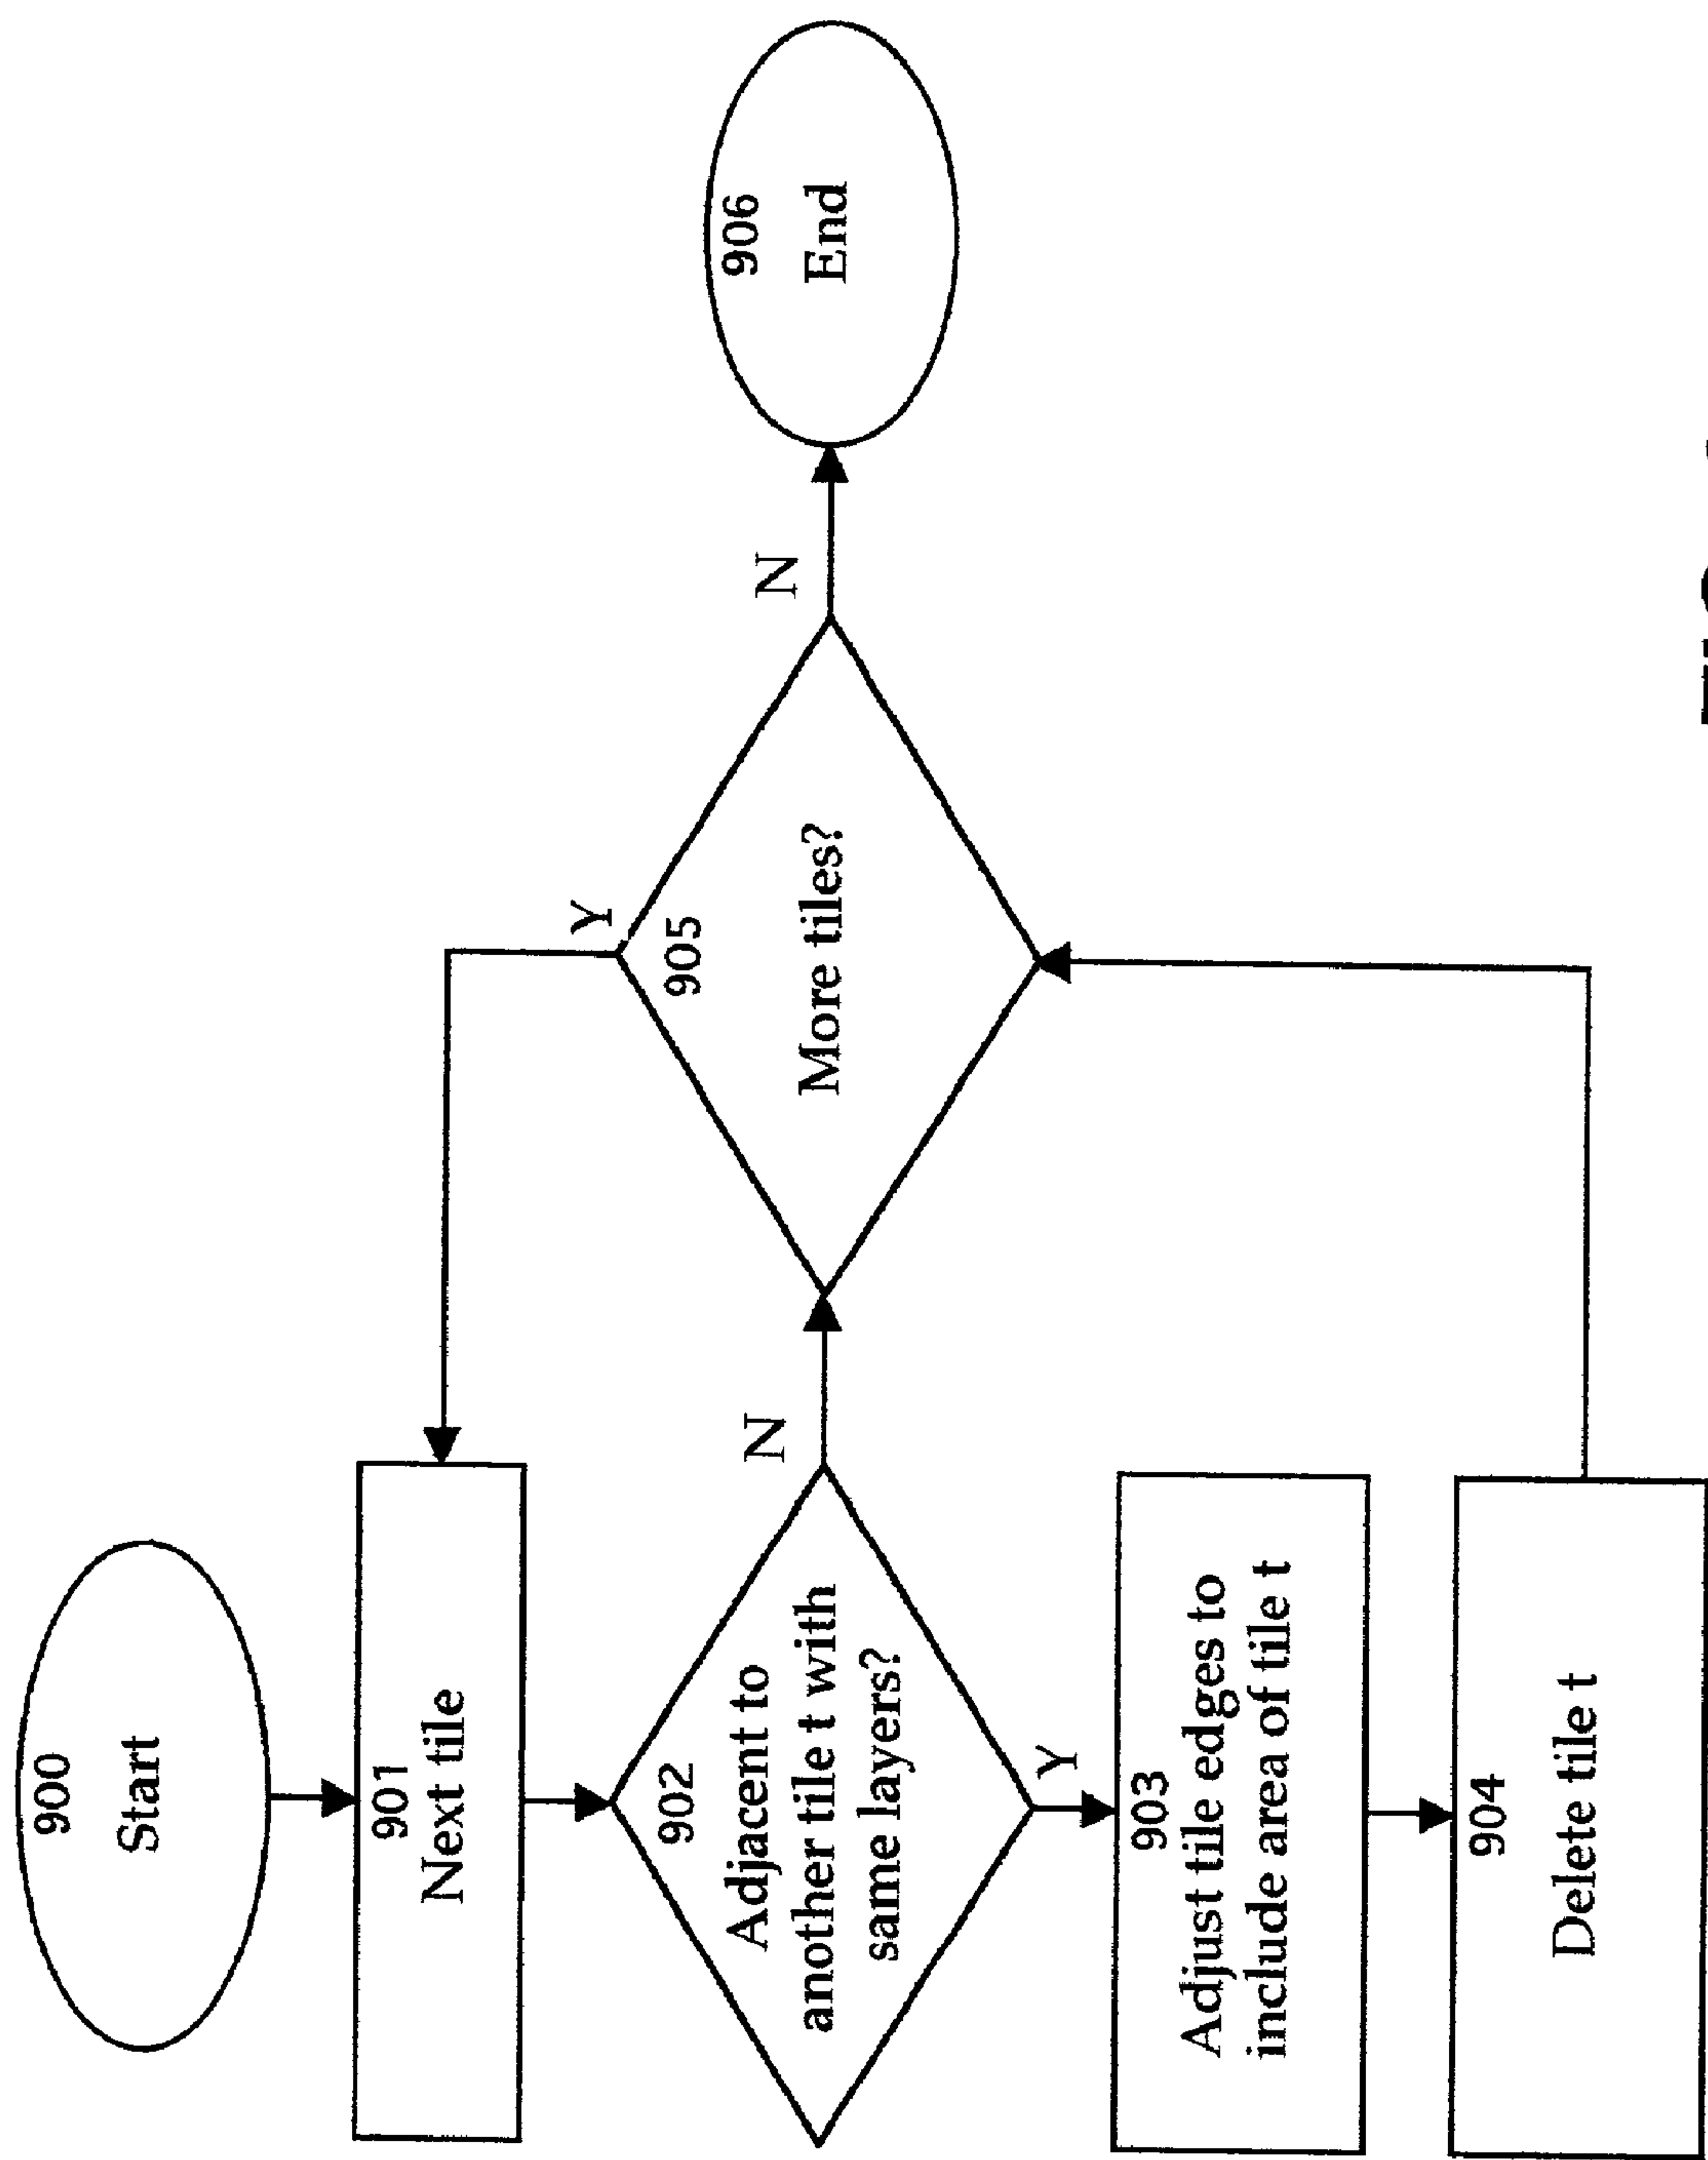 900
Start
901
Next tile
902
Adjacent to
another tile t with
same layers?
Y
N
903
Adjust tile edges to
include area of tile t
904
Delete tile t
905
More tiles?
Y
N
906
End